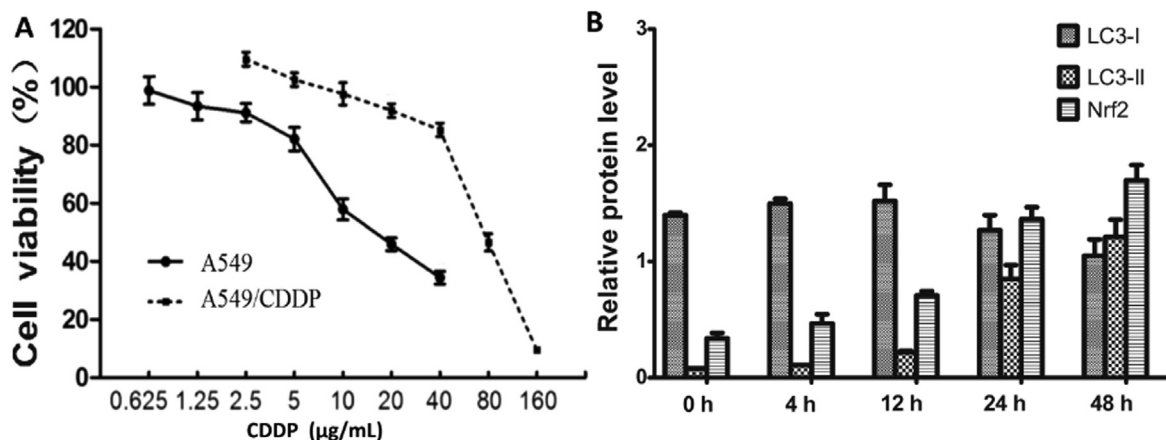 A
120
100
80
60
40
20
0
Cell viability (%)
A549
A549/CDDP
0.625 1.25 2.5 5 10 20 40 80 160
CDDP (μg/mL)
B
3
2
1
0
Relative protein level
LC3-I
LC3-II
Nrf2
0 h 4 h 12 h 24 h 48 h